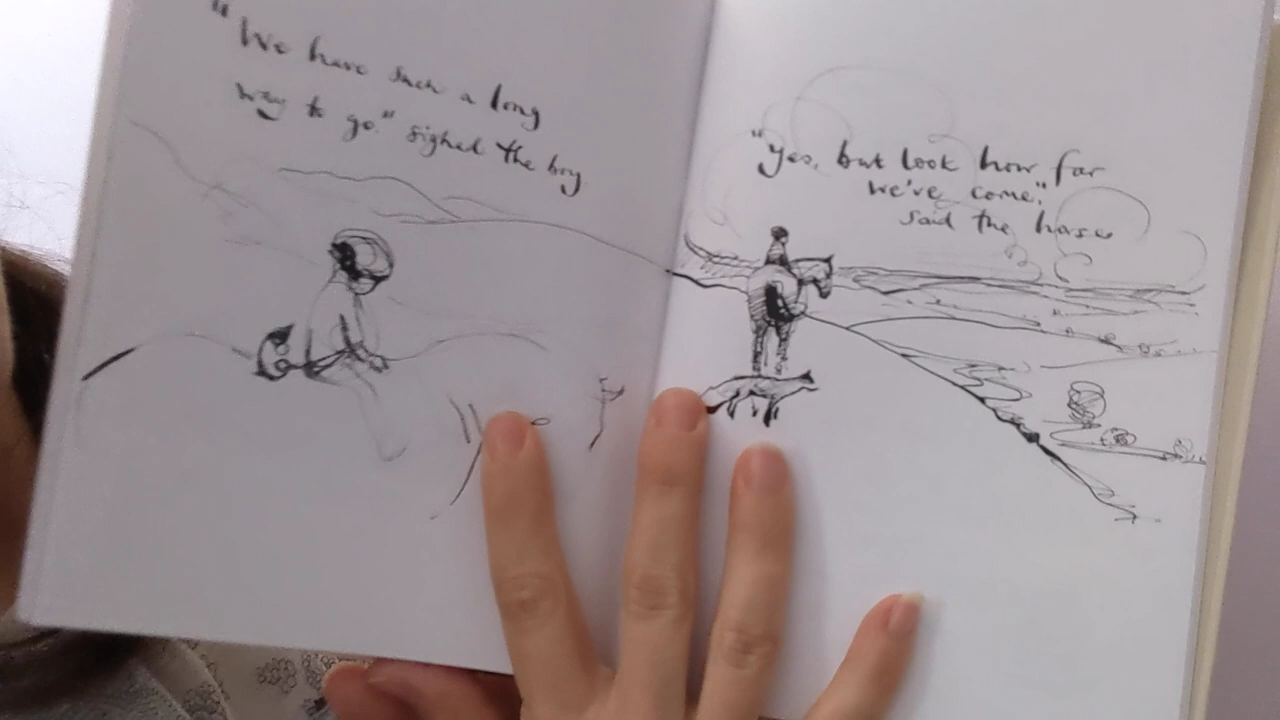 "We have such a long
way to go." sighed the boy
"Yes, but look how far
we've come."
said the horse